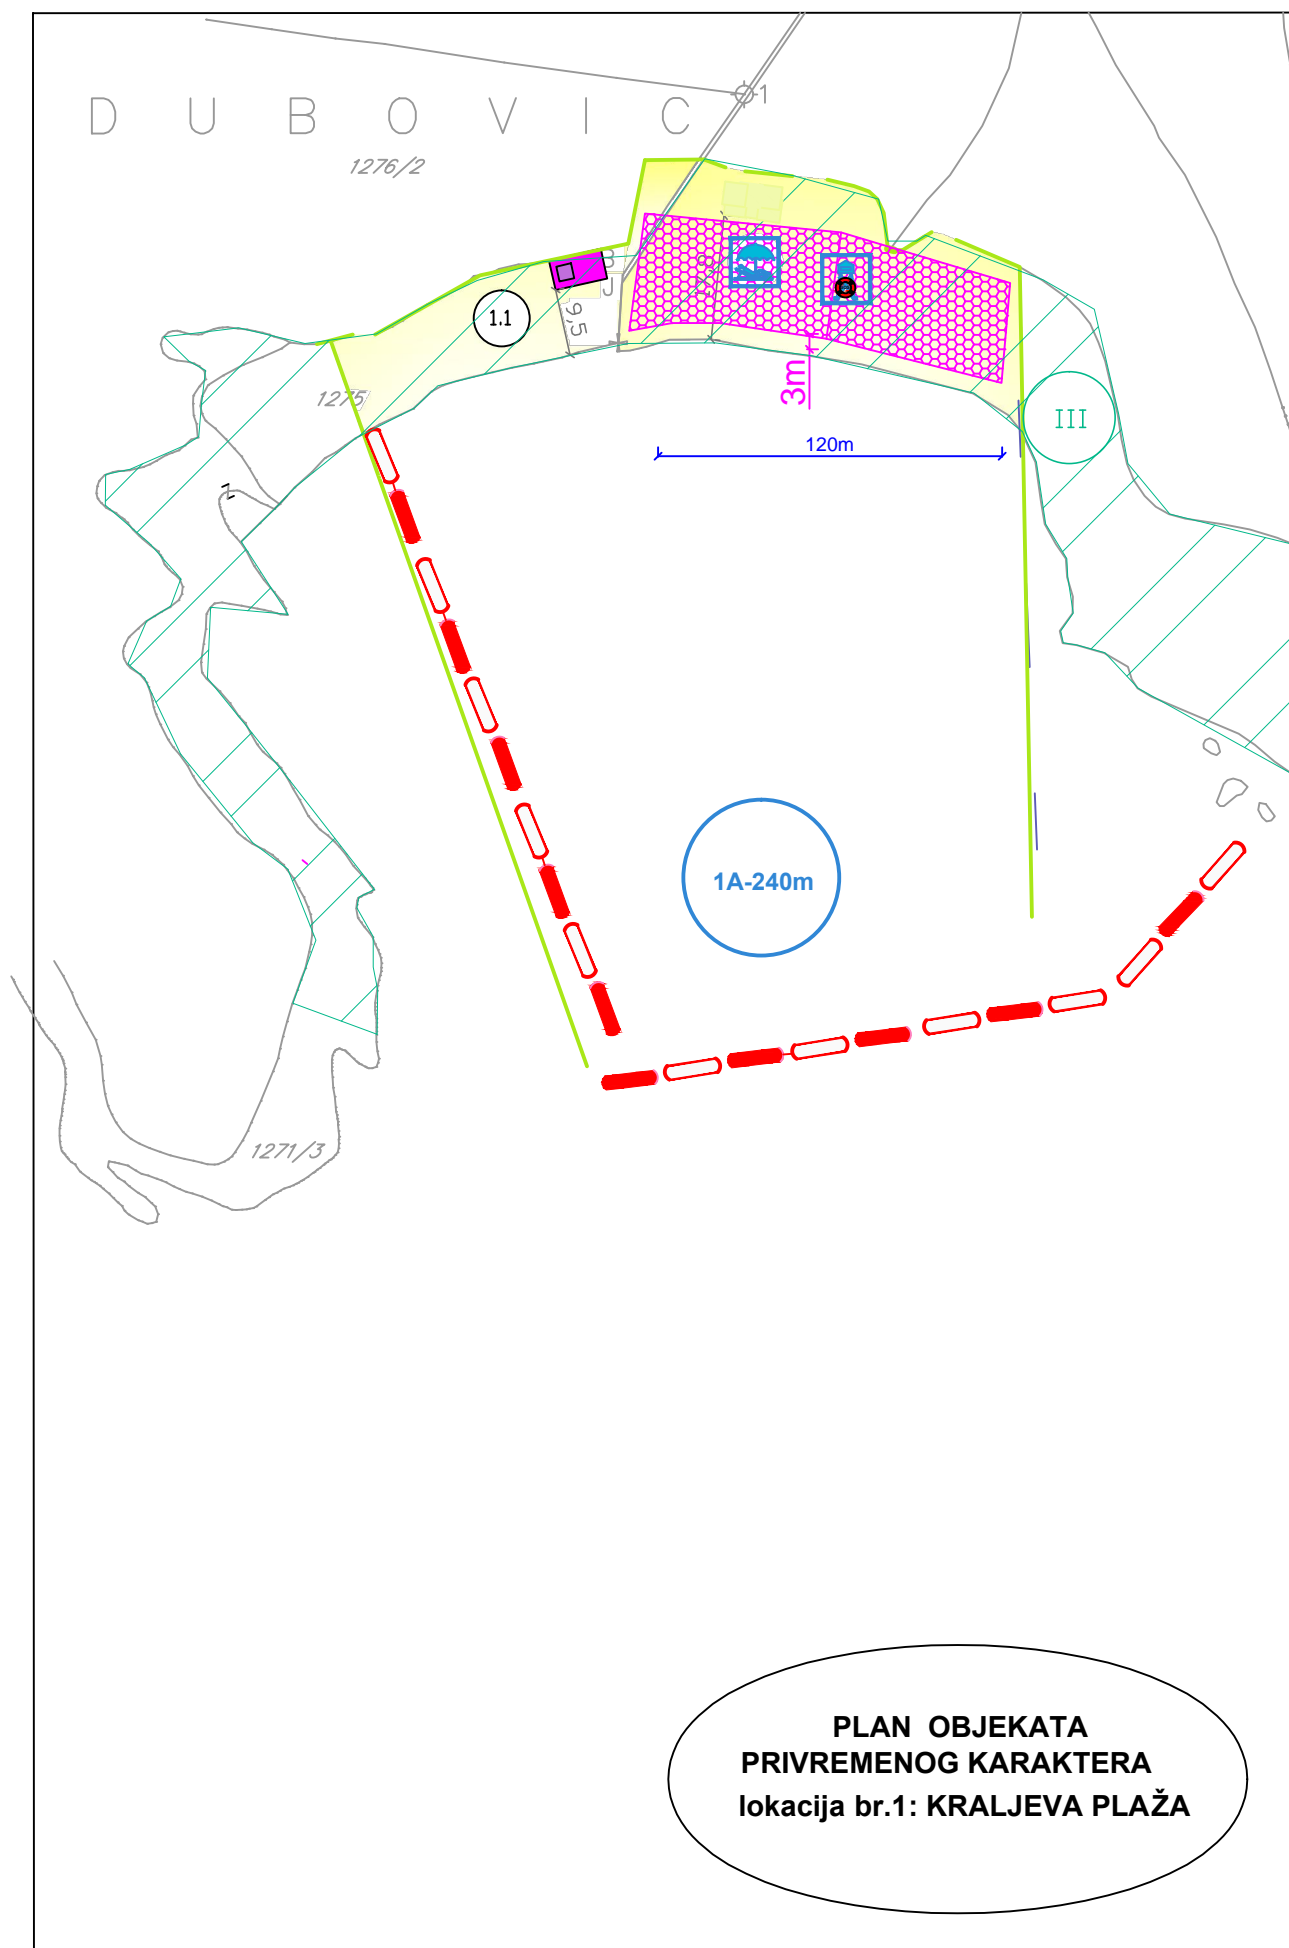 1
D U B O V I C
1276/2
B
J
1.1
9,5
1275
3m
III
120m
1A-240m
1271/3
PLAN OBJEKATA
PRIVREMENOG KARAKTERA
lokacija br.1: KRALJEVA PLAŽA